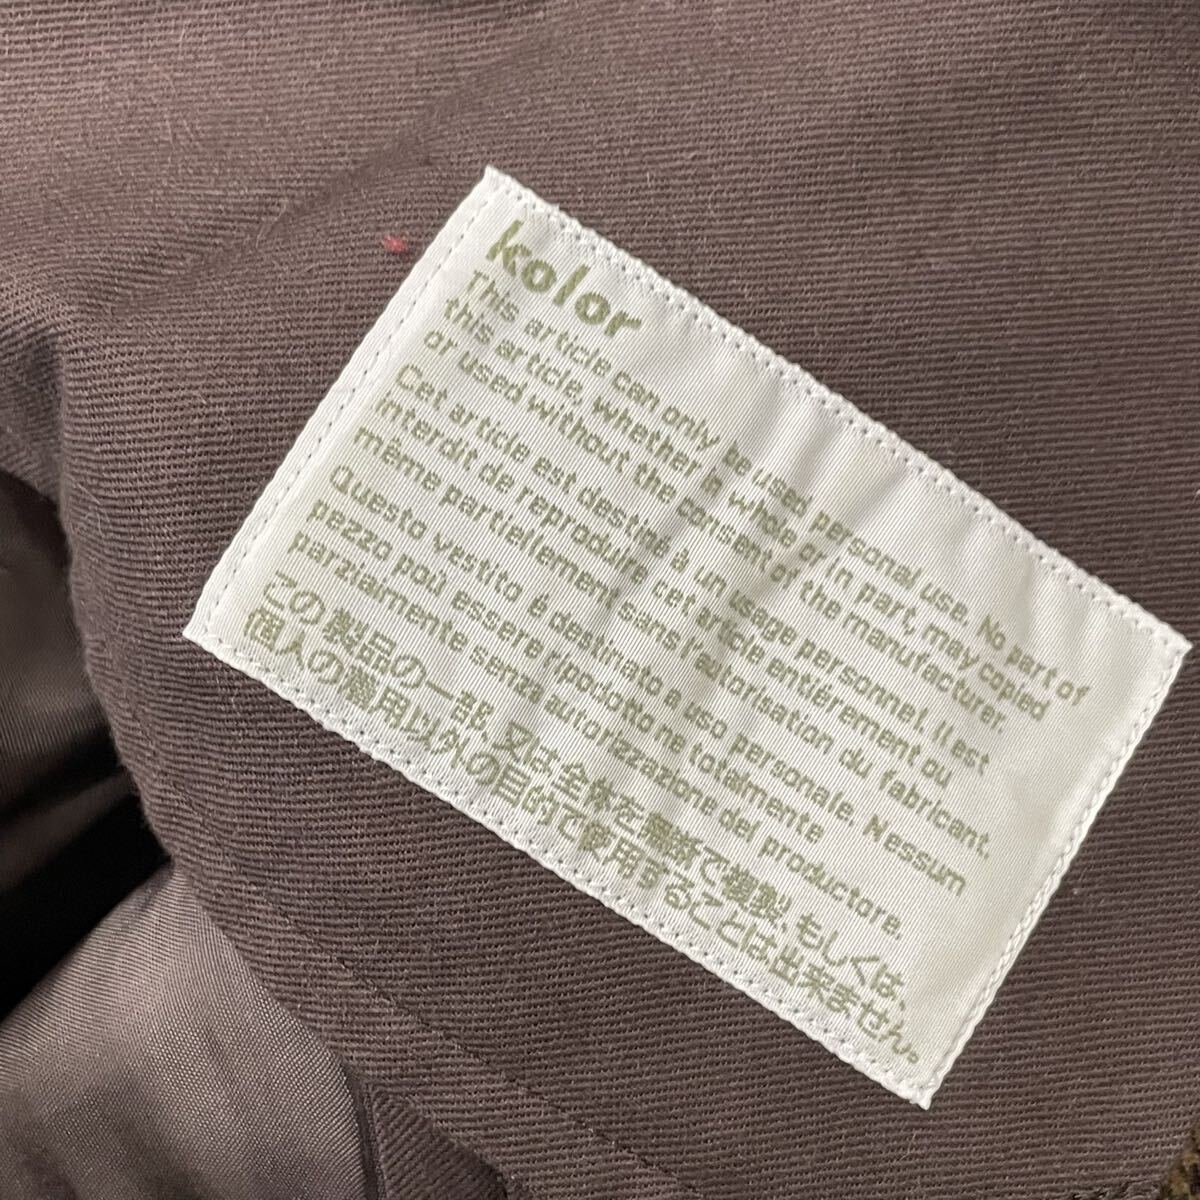 kolor
This article can only be used personal use. No part of
this article, whether in whole or in part, may copied
or used without the consent of the manufacturer.
Cet article est destiné à un usage personnel. Il est
interdit de reproduire cet article entiérement ou
même partiellement sans l'autorisation du fabricant.
Questo vestito è destinato a uso personale. Nessum
pezzo poù essere ripodotto ne totalmente
parzialmente senza autorizzazione del productore.
この製品の一部、又は全体を無断で複製、もしくは、
個人の着用以外の目的で使用することは出来ません。